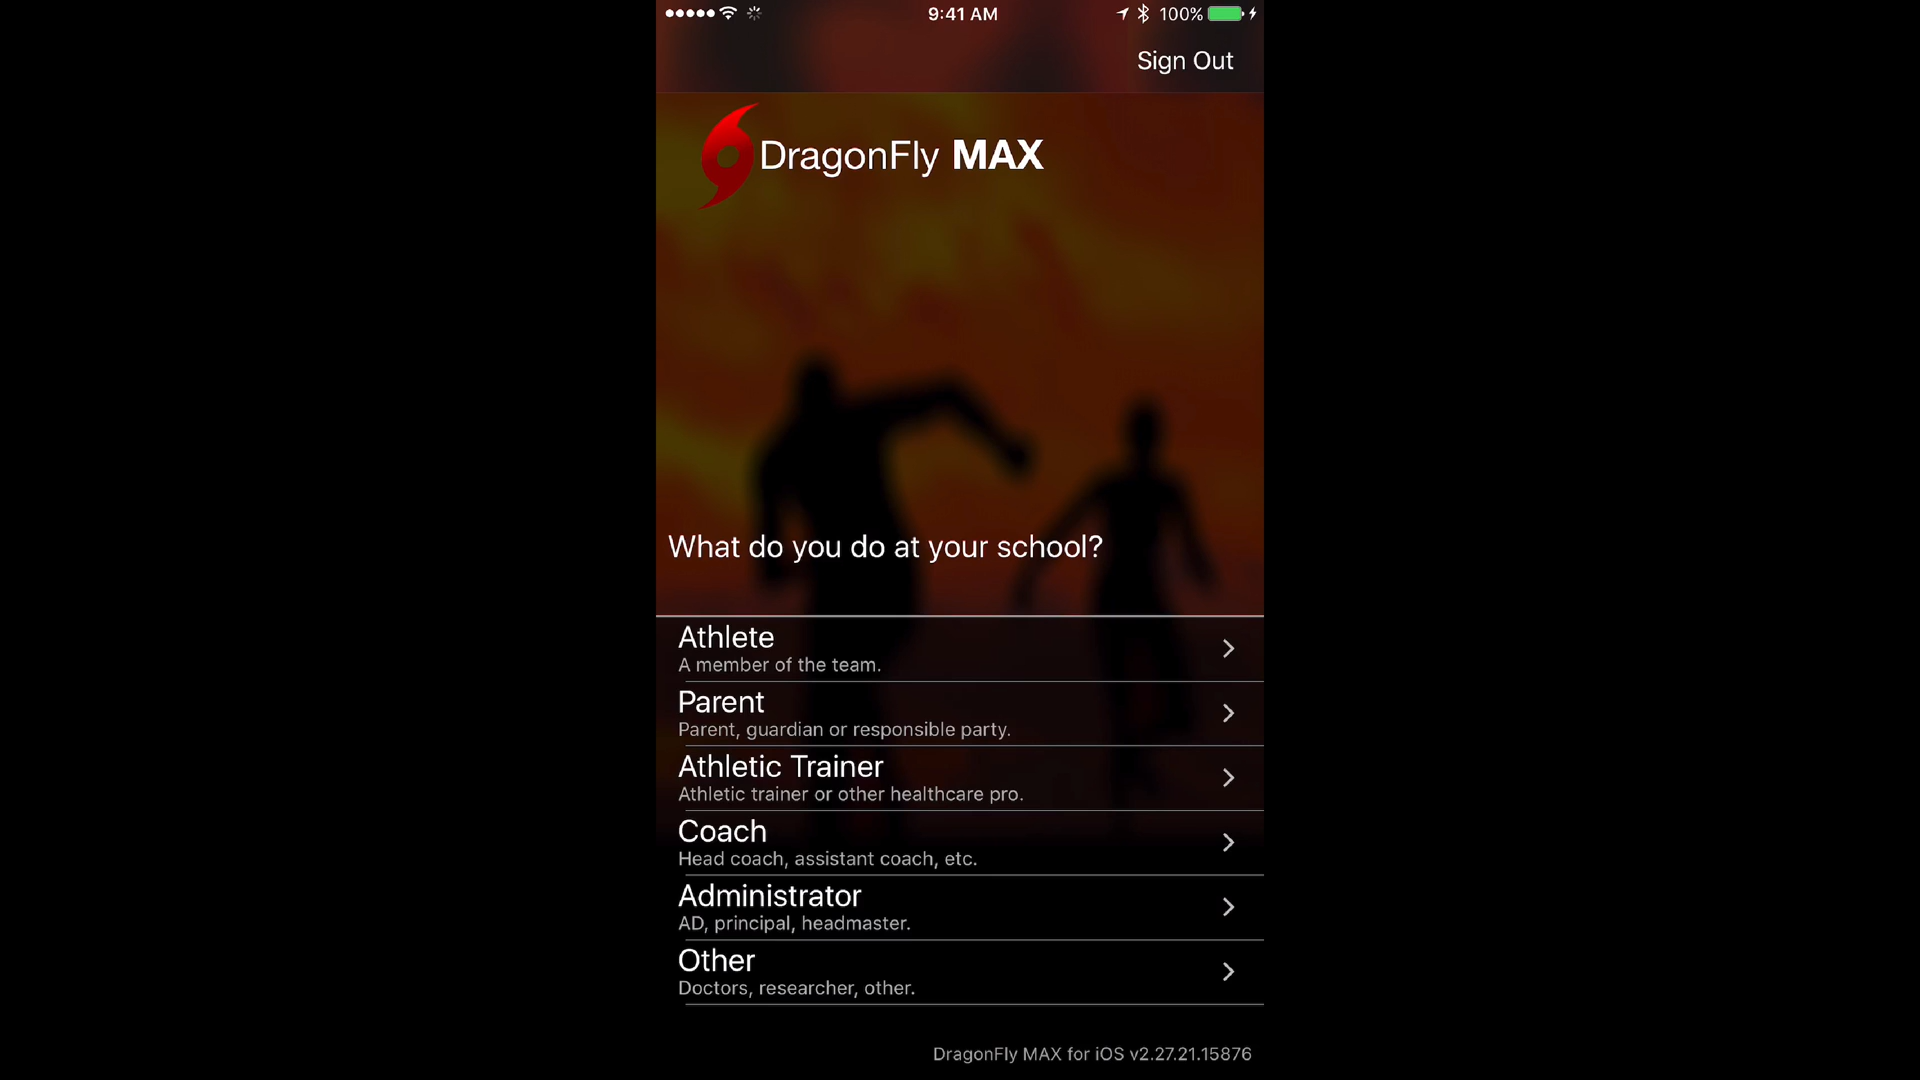 9:41 AM
100%
Sign Out
DragonFly MAX
What do you do at your school?
Athlete
A member of the team.
Parent
Parent, guardian or responsible party.
Athletic Trainer
Athletic trainer or other healthcare pro.
Coach
Head coach, assistant coach, etc.
Administrator
AD, principal, headmaster.
Other
Doctors, researcher, other.
DragonFly MAX for iOS v2.27.21.15876